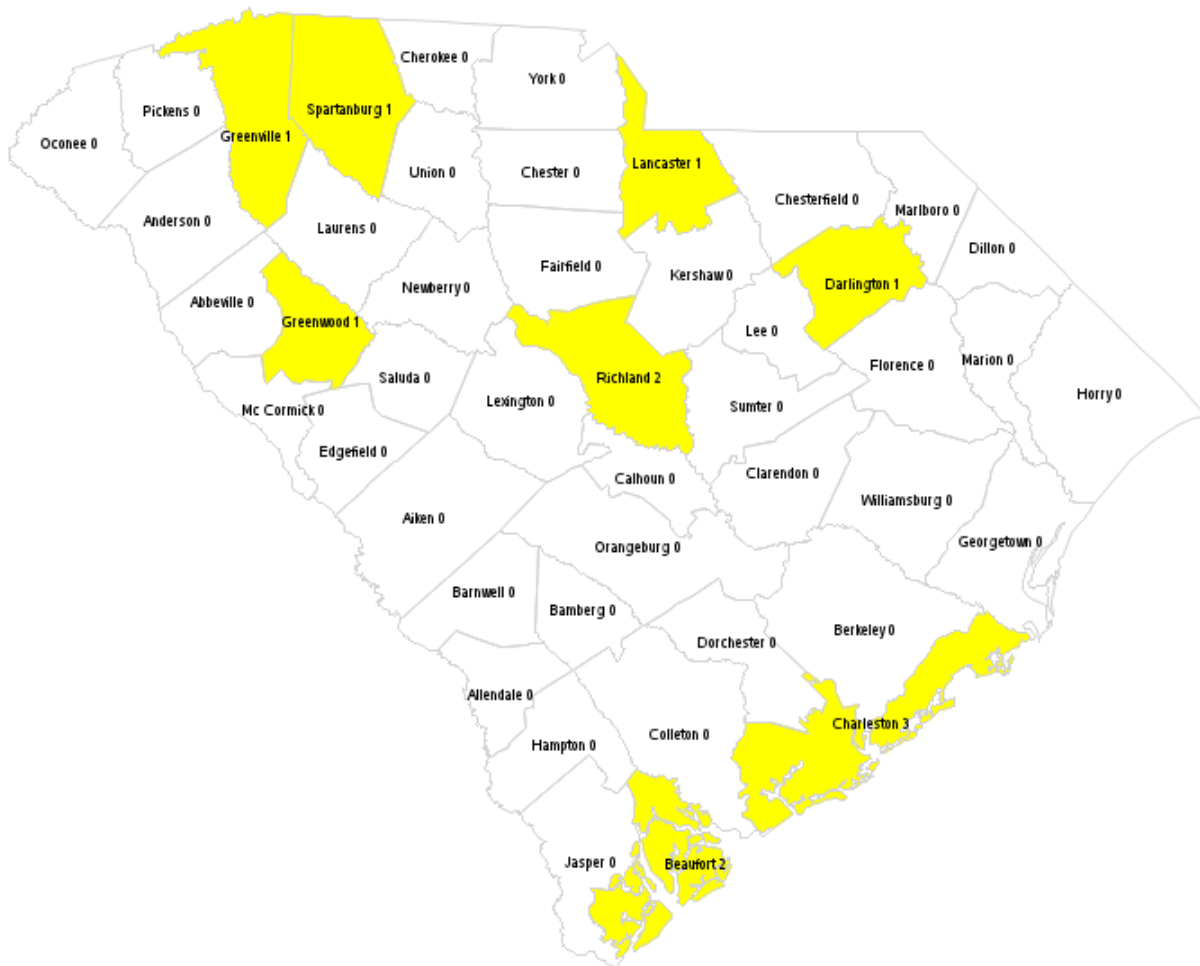 Cherokee 0
York 0
Pickens 0
Spartanburg 1
Greenville 1
Oconee 0
Lancaster 1
Union 0
Chester 0
Chesterfield 0
Marlboro 0
Anderson 0
Laurens 0
Dillon 0
Fairfield 0
Kershaw 0
Darlington 1
Newberry 0
Abbeville 0
Greenwood 1
Lee 0
Marion 0
Florence 0
Saluda 0
Richland 2
Horry 0
Lexington 0
Sumter 0
Mc Cormick 0
Edgefield 0
Clarendon 0
Calhoun 0
Williamsburg 0
Aiken 0
Georgetown 0
Orangeburg 0
Barnwell 0
Bamberg 0
Berkeley 0
Dorchester 0
Allendale 0
Charleston 3
Colleton 0
Hampton 0
Jasper 0
Beaufort 2